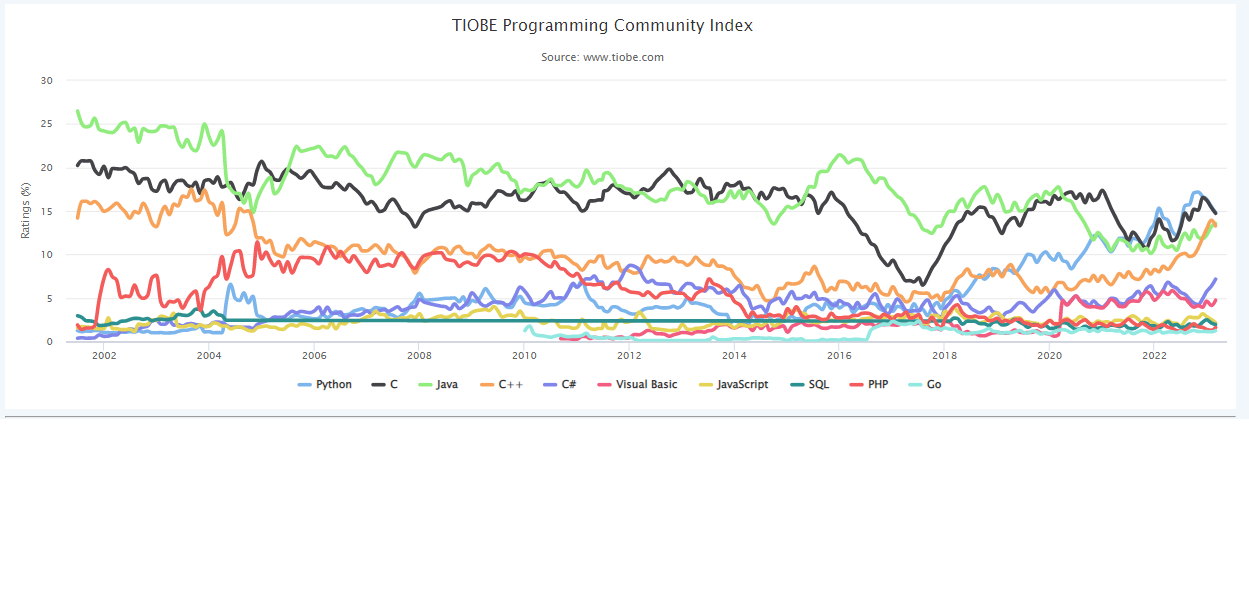 TIOBE Programming Community Index
Source: www.tiobe.com
30
25
20
15
10
5
0
Ratings (%)
2002 2004 2006 2008 2010 2012 2014 2016 2018 2020 2022
Python C Java C++ C# Visual Basic JavaScript SQL PHP Go